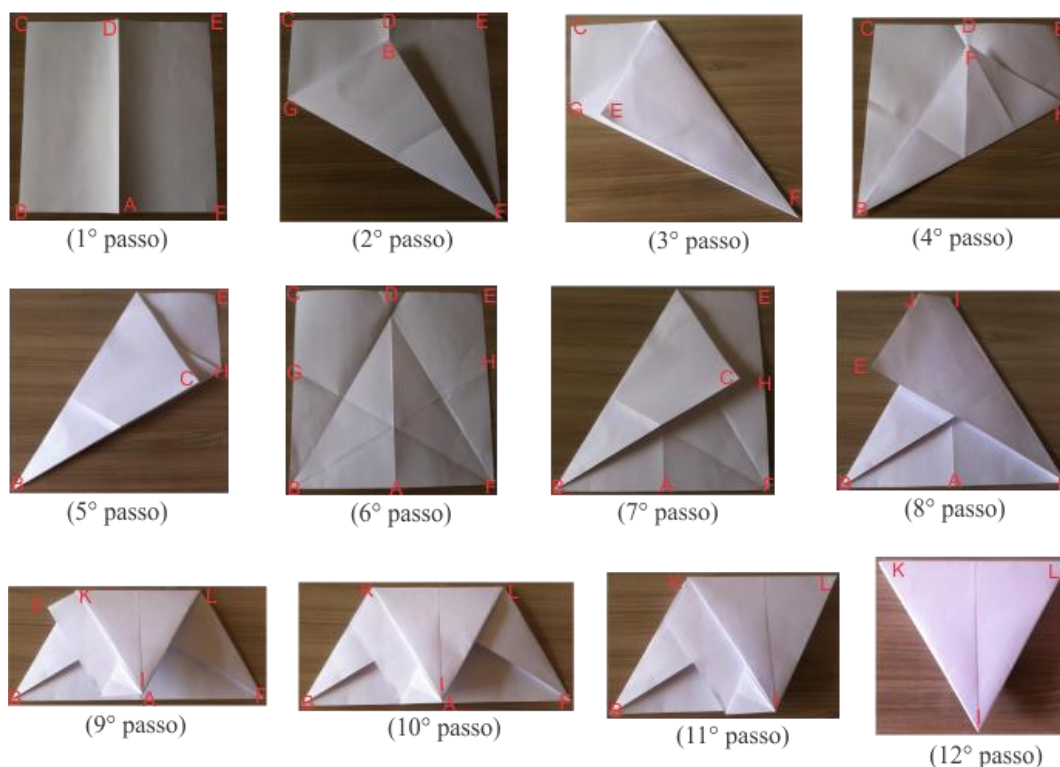 C D E
B A F
(1° passo)
C D E
B
G
(2° passo)
C
G E
F
(3° passo)
C D
F
B
(4° passo)
E
C H
B
(5° passo)
C D E
G H
B A F
(6° passo)
E
C H
B A F
(7° passo)
J I
E
B A
(8° passo)
E K L
I
B A F
(9° passo)
K L
I
B A F
(10° passo)
K L
B I
(11° passo)
K L
I
(12° passo)